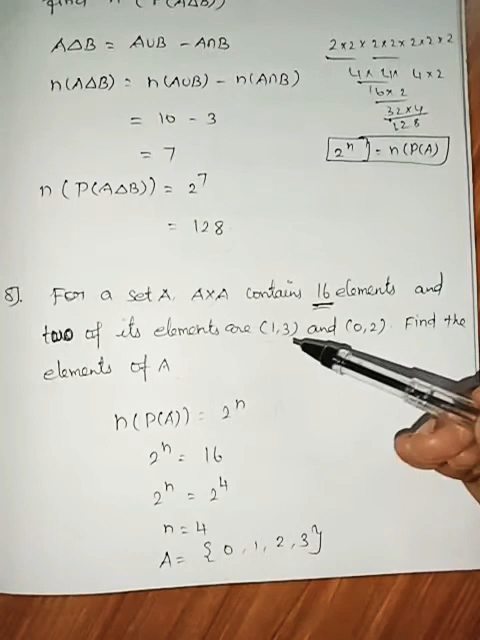 find n (P(A∆B))
A∆B = A∪B - A∩B
n(A∆B) = n(A∪B) - n(A∩B)
= 10 - 3
= 7
n (P(A∆B)) = 2⁷
= 128
2×2×2×2×2×2×2
4× 4× 4×2
16×2
32×4
128
2ⁿ = n(P(A)
8). For a set A, A×A contains 16 elements and
two of its elements are (1,3) and (0,2). Find the
elements of A
n(P(A)) = 2ⁿ
2ⁿ = 16
2ⁿ = 2⁴
n = 4
A = {0, 1, 2, 3}